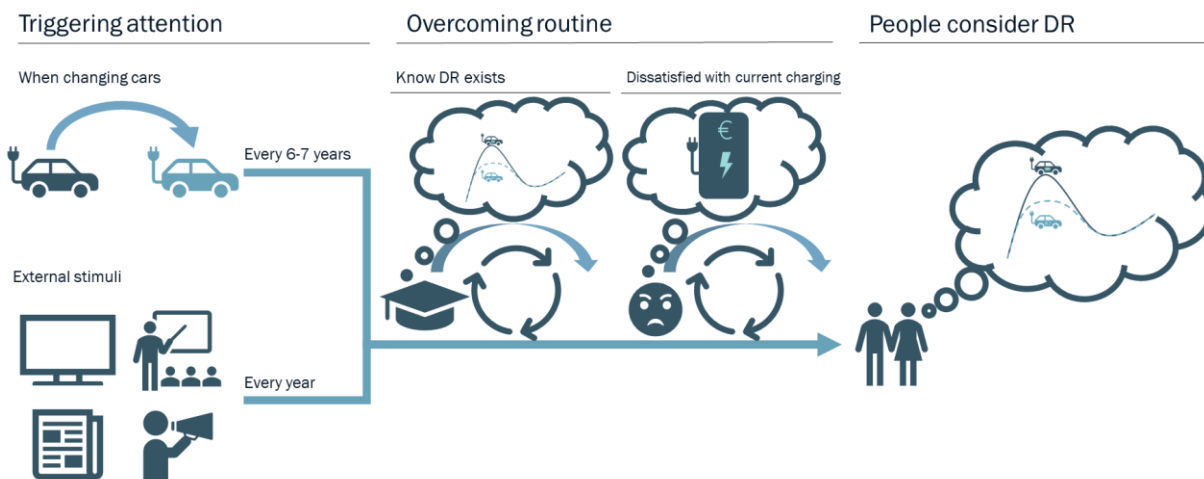 Triggering attention
Overcoming routine
People consider DR
When changing cars
Know DR exists
Dissatisfied with current charging
€
Every 6-7 years
External stimuli
Every year